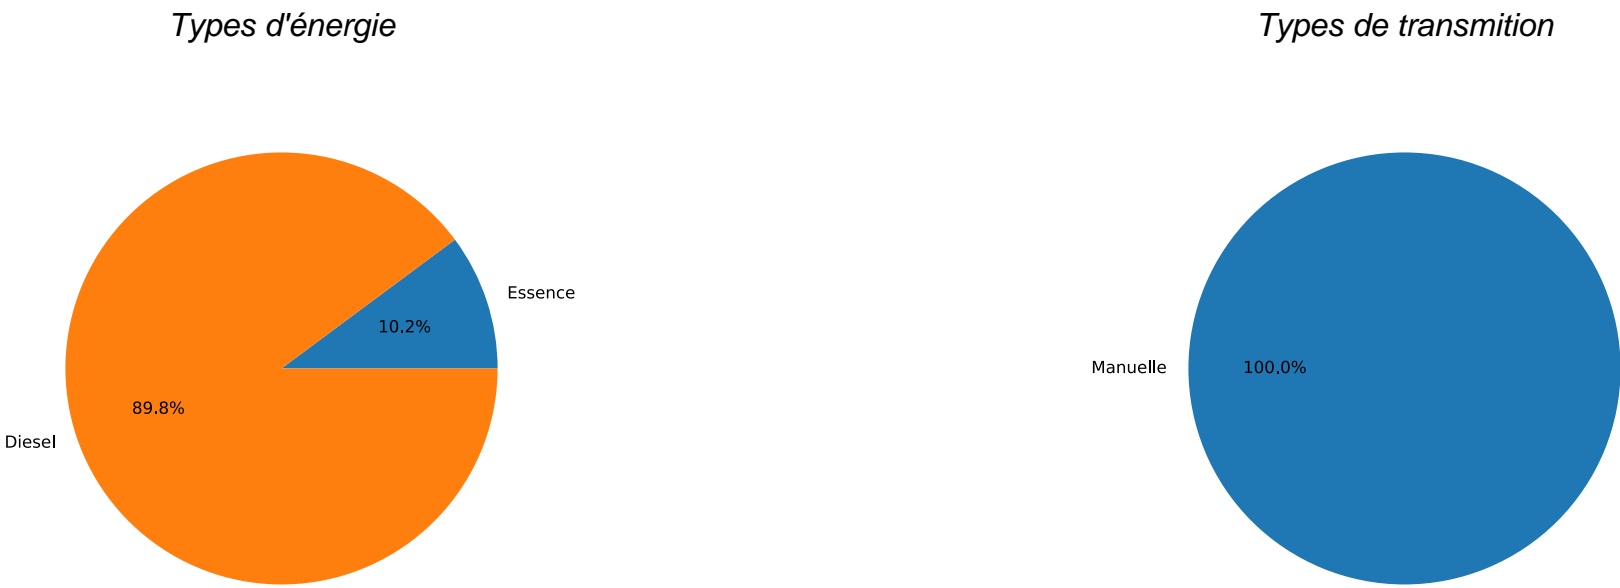 Types d'énergie
Types de transmition
Essence
10.2%
89.8%
Diesel
Manuelle
100.0%